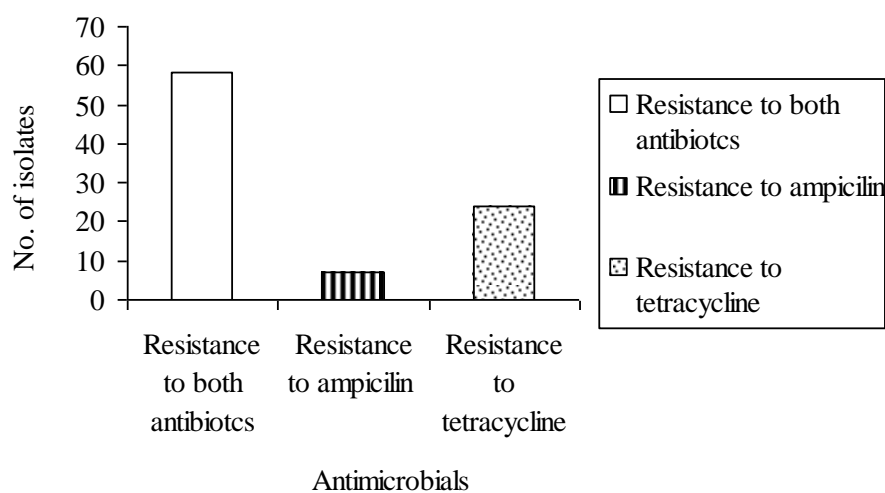 70
60
50
40
30
20
10
0
No. of isolates
Resistance
to both
antibiotcs
Resistance
to ampicilin
Resistance
to
tetracycline
Antimicrobials
Resistance to both
antibiotcs
Resistance to ampicilin
Resistance to
tetracycline